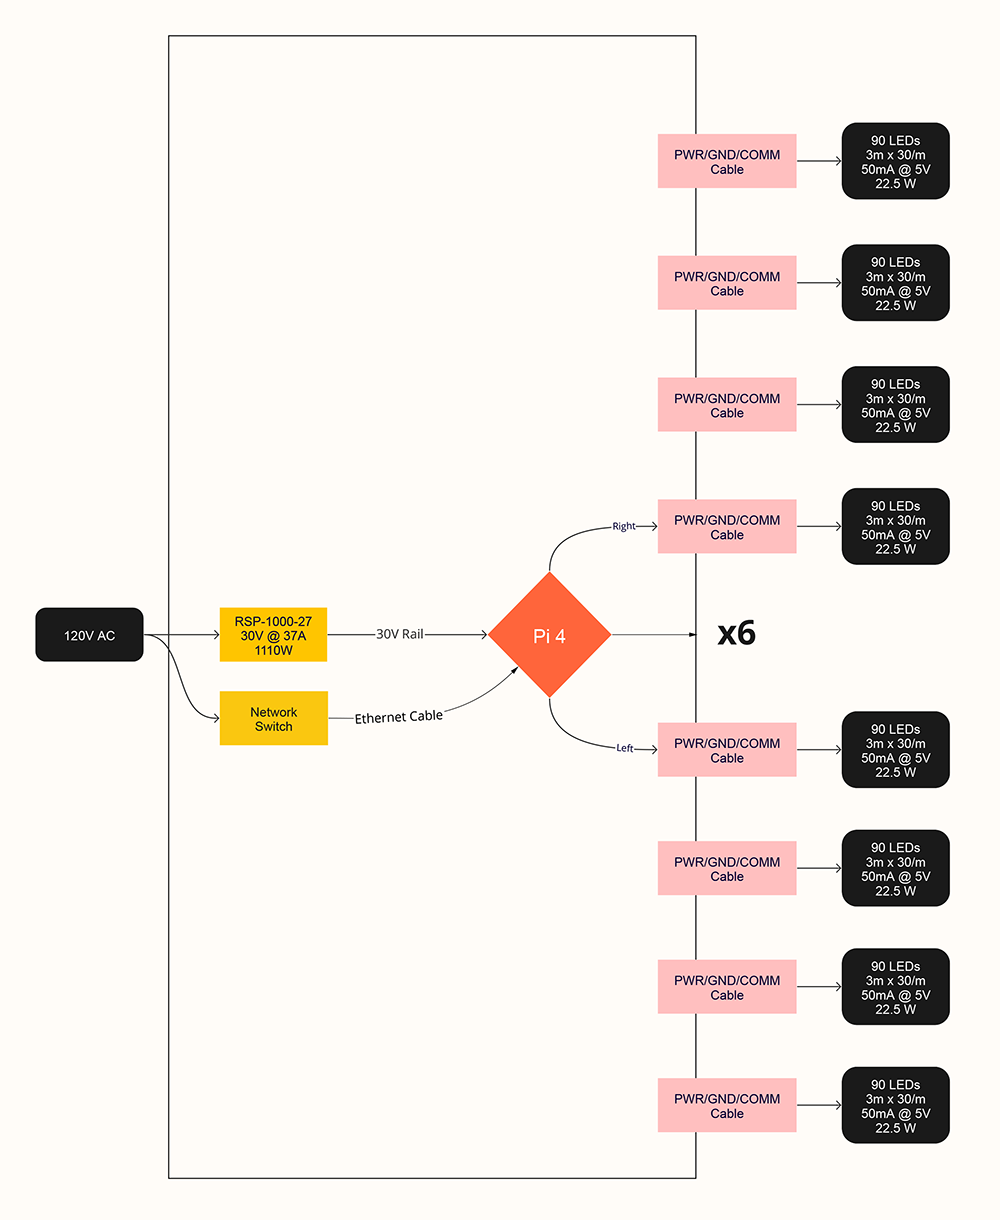 PWR/GND/COMM
Cable
90 LEDs
3m x 30/m
50mA @ 5V
22.5 W
PWR/GND/COMM
Cable
90 LEDs
3m x 30/m
50mA @ 5V
22.5 W
PWR/GND/COMM
Cable
90 LEDs
3m x 30/m
50mA @ 5V
22.5 W
Right
PWR/GND/COMM
Cable
90 LEDs
3m x 30/m
50mA @ 5V
22.5 W
120V AC
RSP-1000-27
30V @ 37A
1110W
30V Rail
Pi 4
x6
Network
Switch
Ethernet Cable
Left
PWR/GND/COMM
Cable
90 LEDs
3m x 30/m
50mA @ 5V
22.5 W
PWR/GND/COMM
Cable
90 LEDs
3m x 30/m
50mA @ 5V
22.5 W
PWR/GND/COMM
Cable
90 LEDs
3m x 30/m
50mA @ 5V
22.5 W
PWR/GND/COMM
Cable
90 LEDs
3m x 30/m
50mA @ 5V
22.5 W